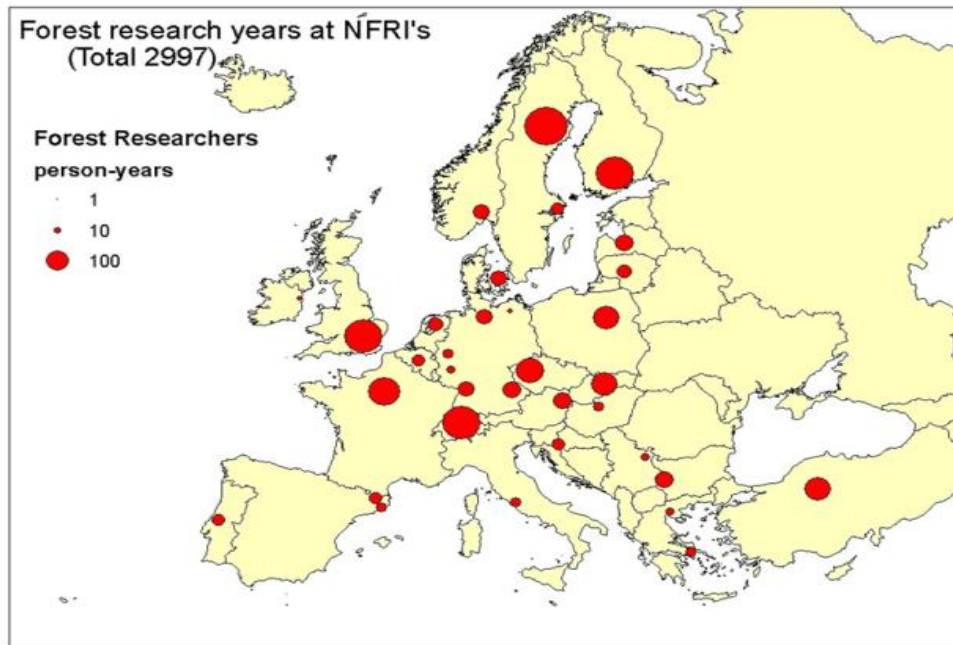 Forest research years at NFRI's
(Total 2997)
Forest Researchers
person-years
1
10
100